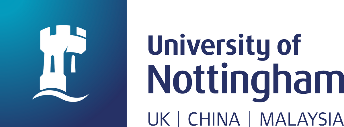 University of
Nottingham
UK | CHINA | MALAYSIA